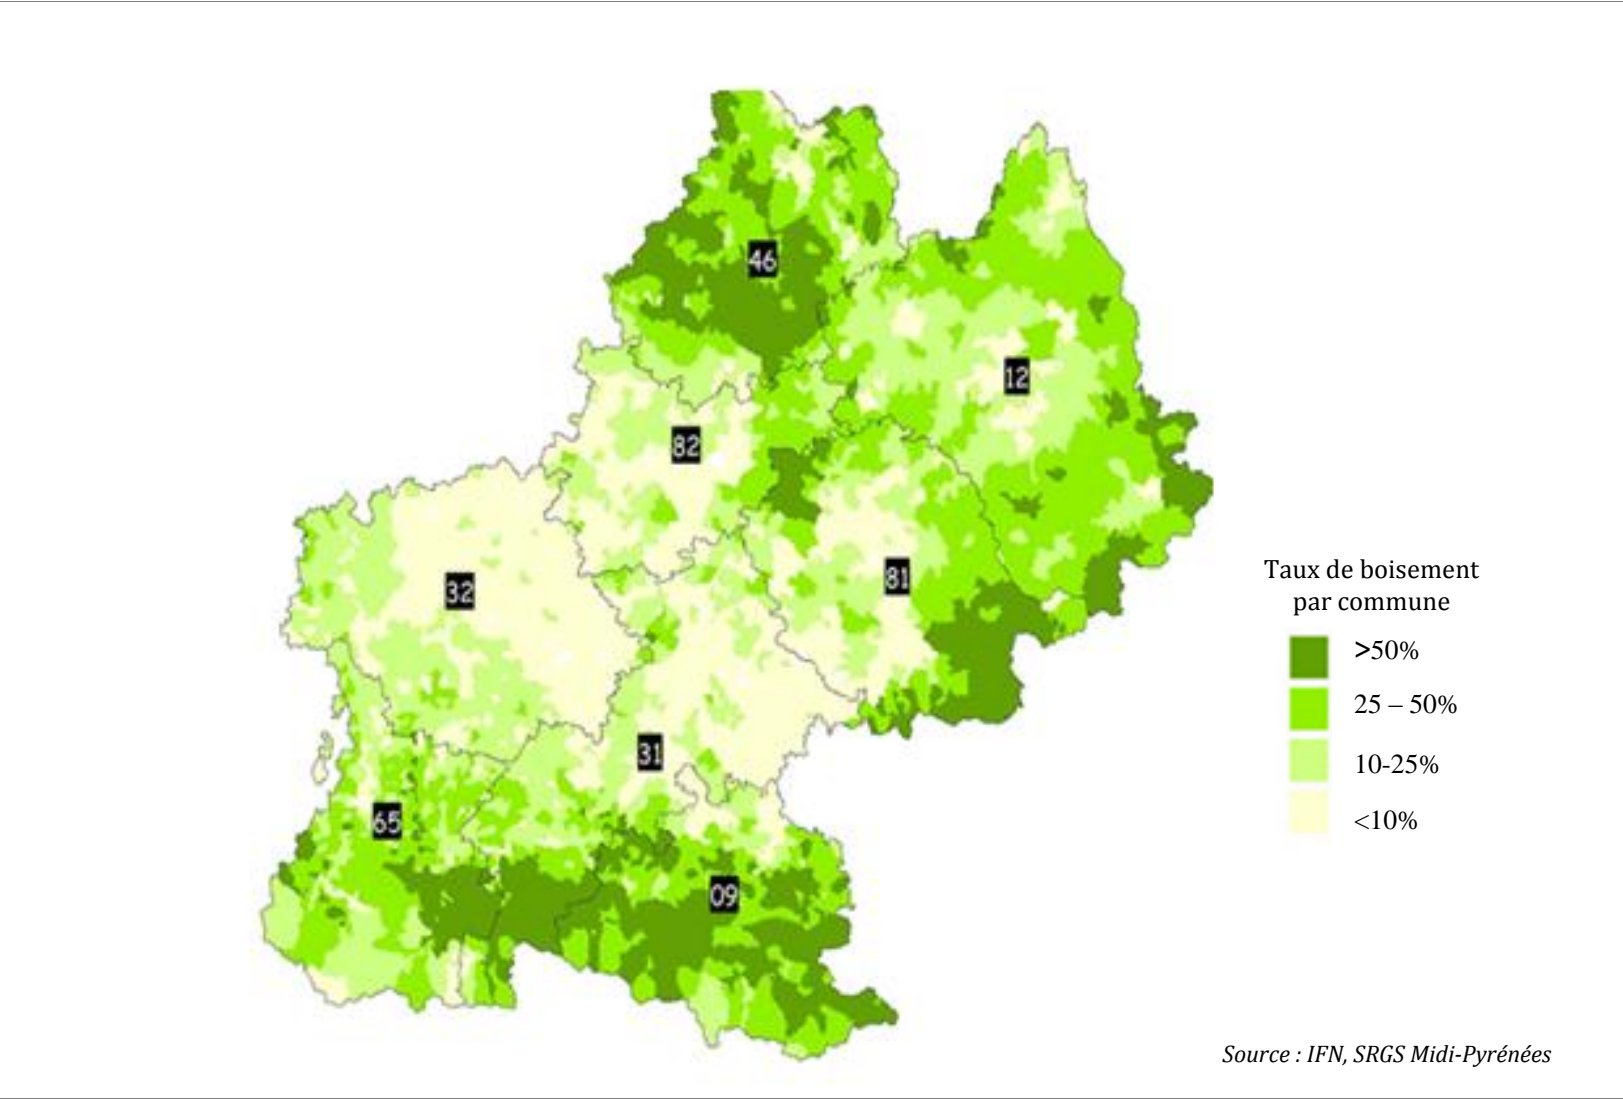 46
12
82
81
32
31
65
09
Taux de boisement
par commune
>50%
25 – 50%
10-25%
<10%
Source : IFN, SRGS Midi-Pyrénées